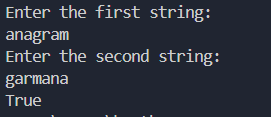 Enter the first string:
anagram
Enter the second string:
garmana
True